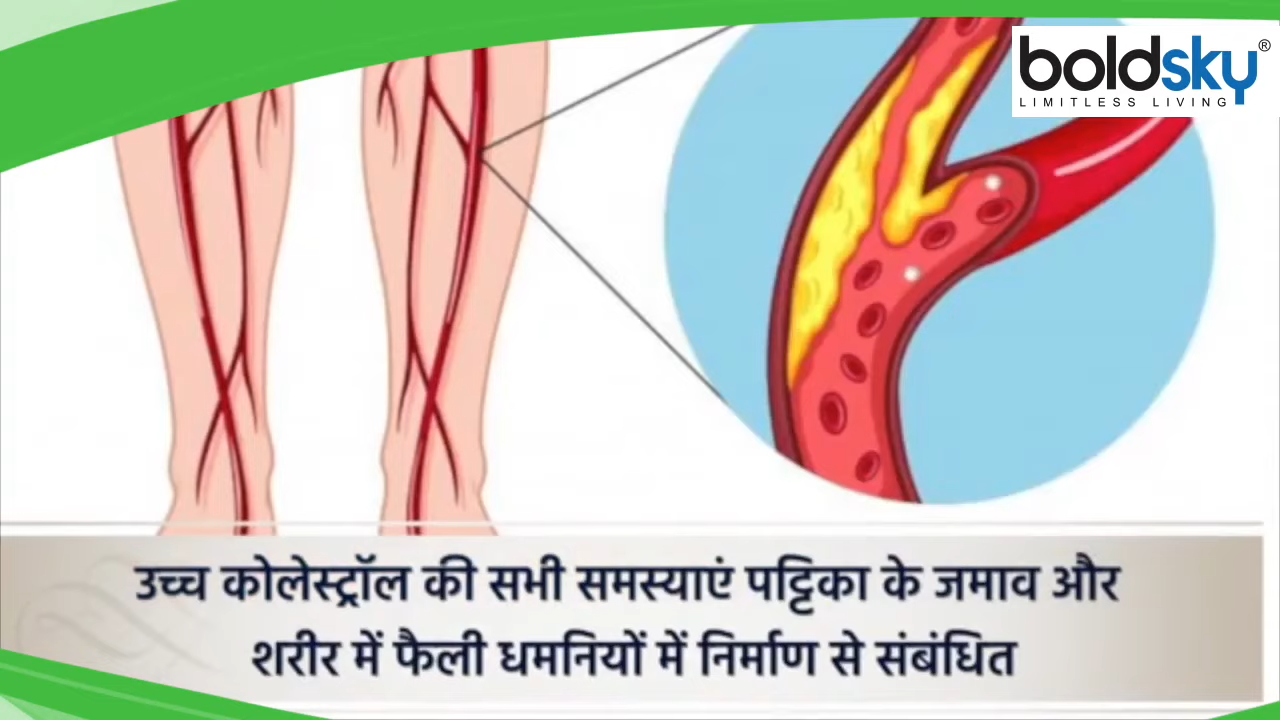 boldsky®
LIMITLESS LIVING
उच्च कोलेस्ट्रॉल की सभी समस्याएं पट्टिका के जमाव और
शरीर में फैली धमनियों में निर्माण से संबंधित